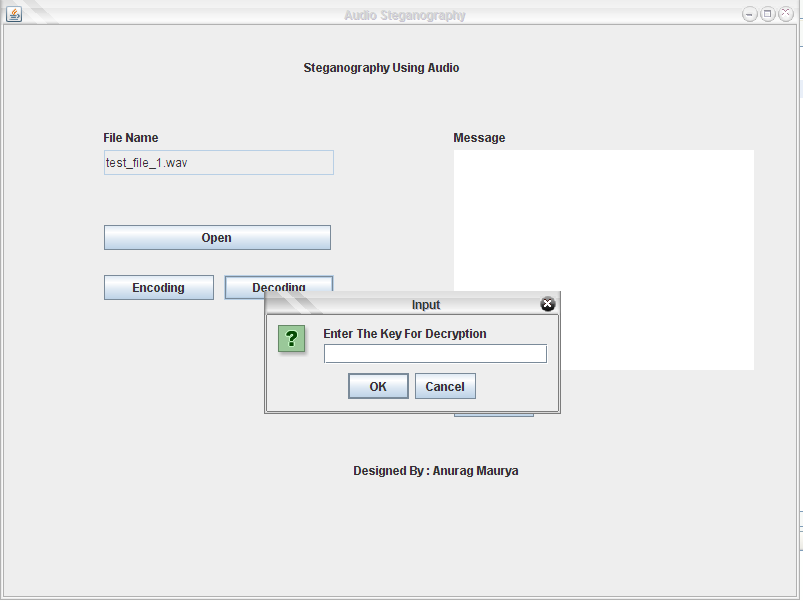 Audio Steganography
Steganography Using Audio
File Name
Message
test_file_1.wav
Open
Encoding
Decoding
Input
?
Enter The Key For Decryption
OK
Cancel
Designed By : Anurag Maurya